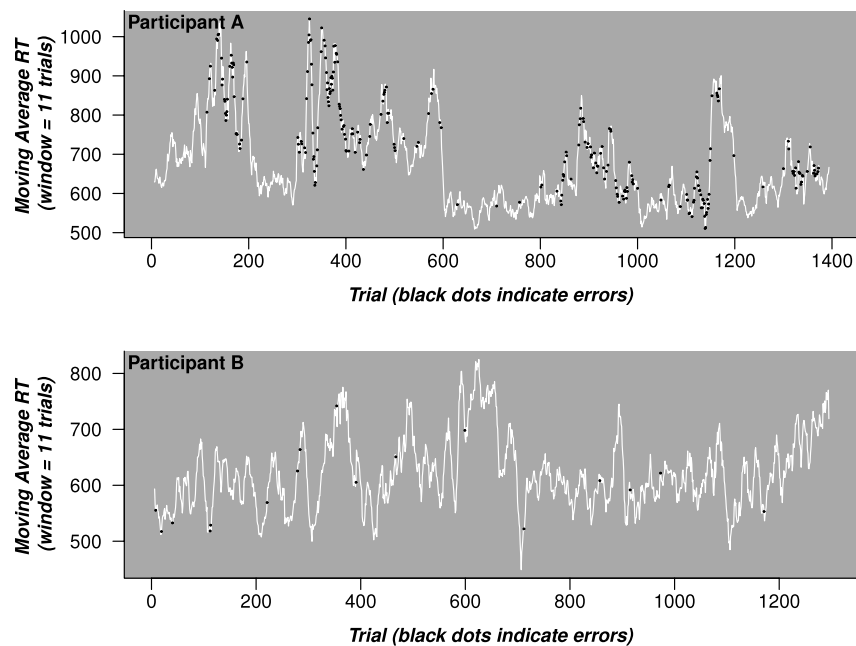 Participant A
Moving Average RT
(window = 11 trials)
1000
900
800
700
600
500
0 200 400 600 800 1000 1200 1400
Trial (black dots indicate errors)
Participant B
Moving Average RT
(window = 11 trials)
800
700
600
500
0 200 400 600 800 1000 1200
Trial (black dots indicate errors)